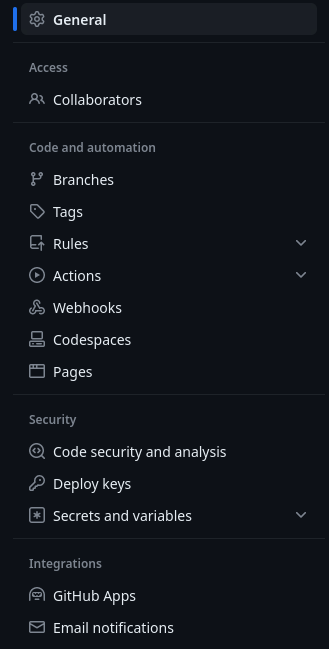 General
Access
Collaborators
Code and automation
Branches
Tags
Rules
Actions
Webhooks
Codespaces
Pages
Security
Code security and analysis
Deploy keys
Secrets and variables
Integrations
GitHub Apps
Email notifications